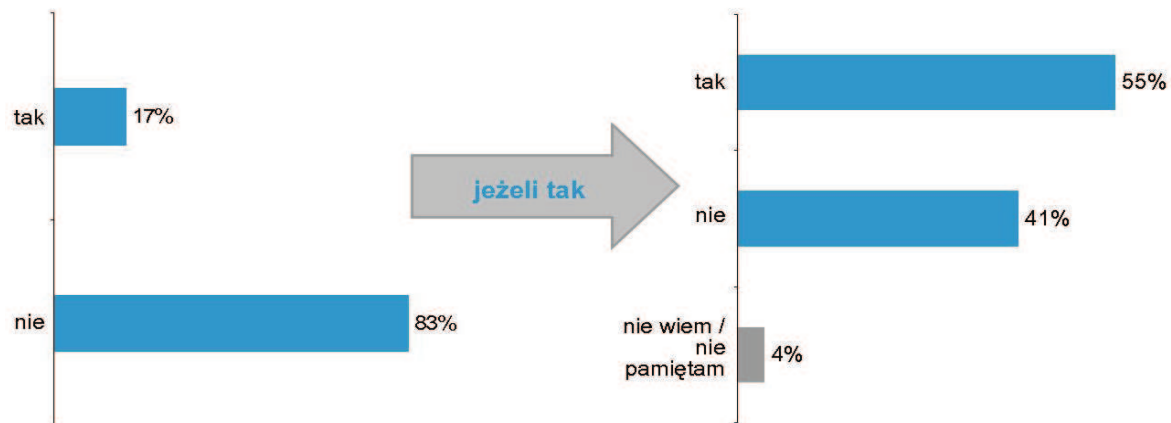 tak
17%
nie
83%
jeżeli tak
tak
55%
nie
41%
nie wiem /
nie
pamiętam
4%